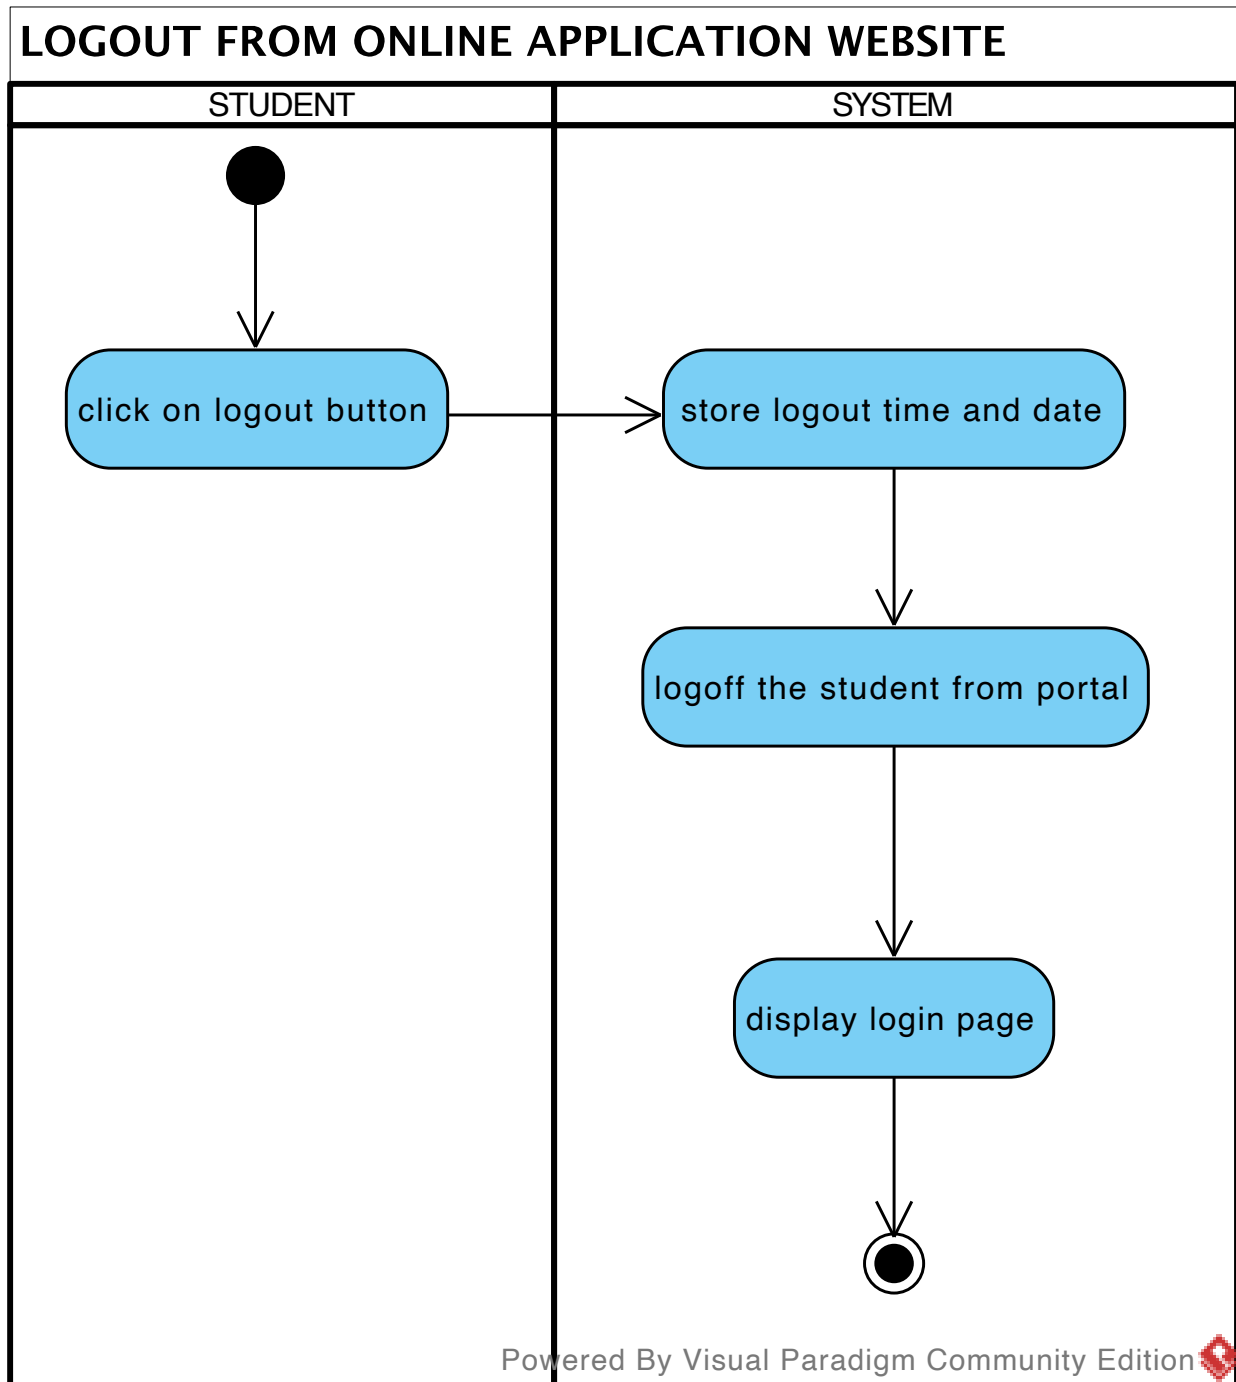 LOGOUT FROM ONLINE APPLICATION WEBSITE
STUDENT
SYSTEM
click on logout button
store logout time and date
logoff the student from portal
display login page
Powered By Visual Paradigm Community Edition